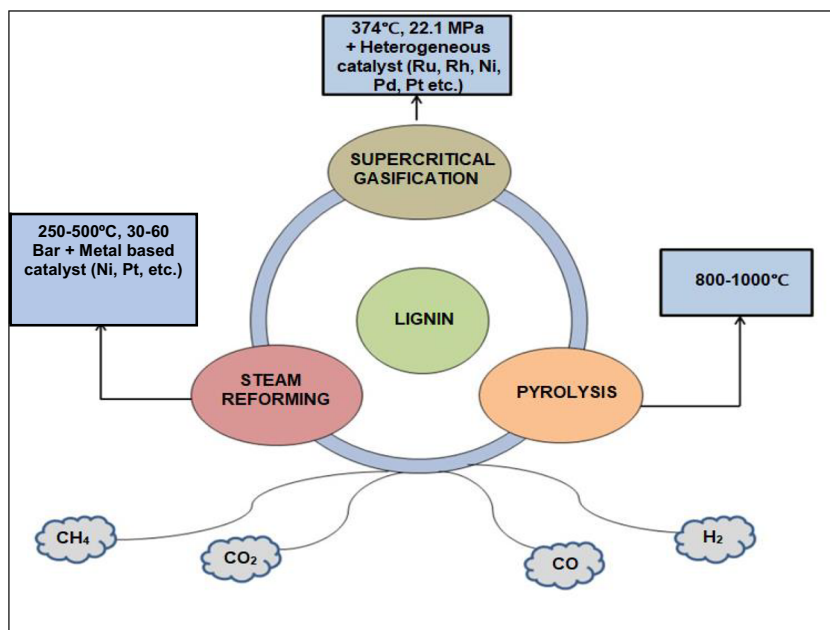 374°C, 22.1 MPa
+ Heterogeneous
catalyst (Ru, Rh, Ni,
Pd, Pt etc.)
SUPERCRITICAL
GASIFICATION
250-500ºC, 30-60
Bar + Metal based
catalyst (Ni, Pt, etc.)
800-1000°C
LIGNIN
STEAM
REFORMING
PYROLYSIS
CH₄
CO₂
CO
H₂